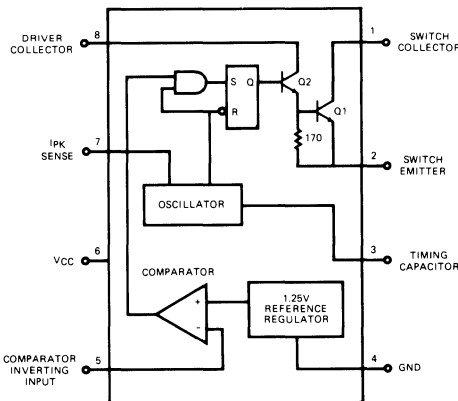 DRIVER
COLLECTOR
8
1
SWITCH
COLLECTOR
S Q
Q2
Q1
R
170
IPK
SENSE
7
2
SWITCH
EMITTER
OSCILLATOR
VCC
6
3
TIMING
CAPACITOR
COMPARATOR
+
-
1.25V
REFERENCE
REGULATOR
COMPARATOR
INVERTING
INPUT
5
4
GND